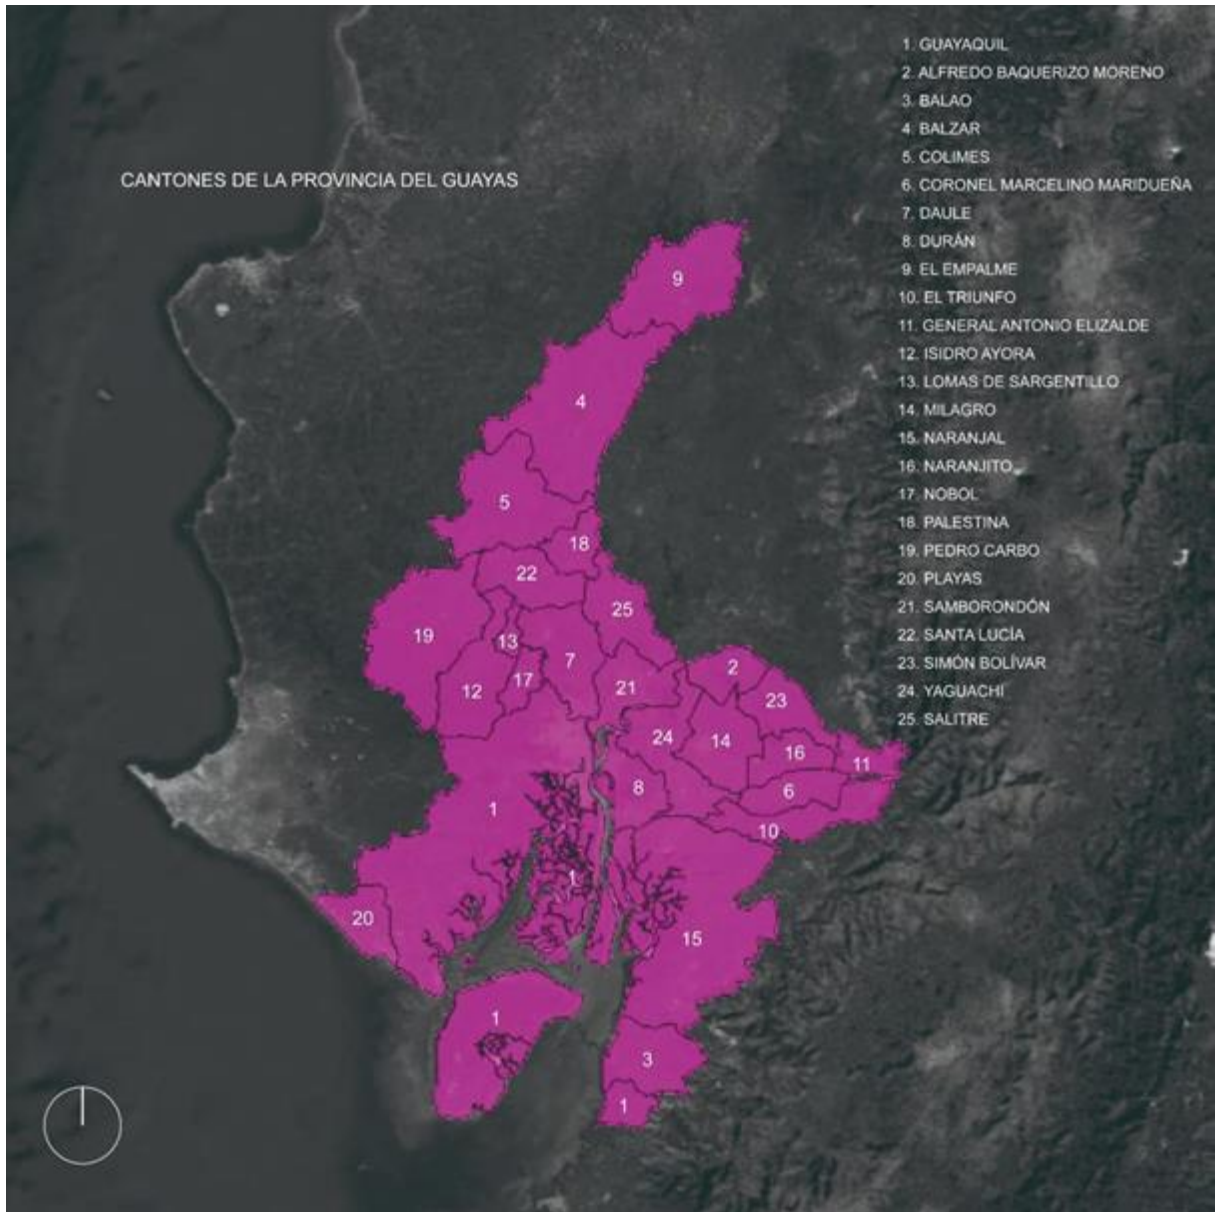 CANTONES DE LA PROVINCIA DEL GUAYAS
1. GUAYAQUIL
2. ALFREDO BAQUERIZO MORENO
3. BALAO
4. BALZAR
5. COLIMES
6. CORONEL MARCELINO MARIDUEÑA
7. DAULE
8. DURÁN
9. EL EMPALME
10. EL TRIUNFO
11. GENERAL ANTONIO ELIZALDE
12. ISIDRO AYORA
13. LOMAS DE SARGENTILLO
14. MILAGRO
15. NARANJAL
16. NARANJITO
17. NOBOL
18. PALESTINA
19. PEDRO CARBO
20. PLAYAS
21. SAMBORONDÓN
22. SANTA LUCÍA
23. SIMÓN BOLÍVAR
24. YAGUACHI
25. SALITRE
9
4
5
18
22
25
19
13
7
2
17
21
12
23
24
14
16
11
8
6
1
10
1
20
15
1
3
1